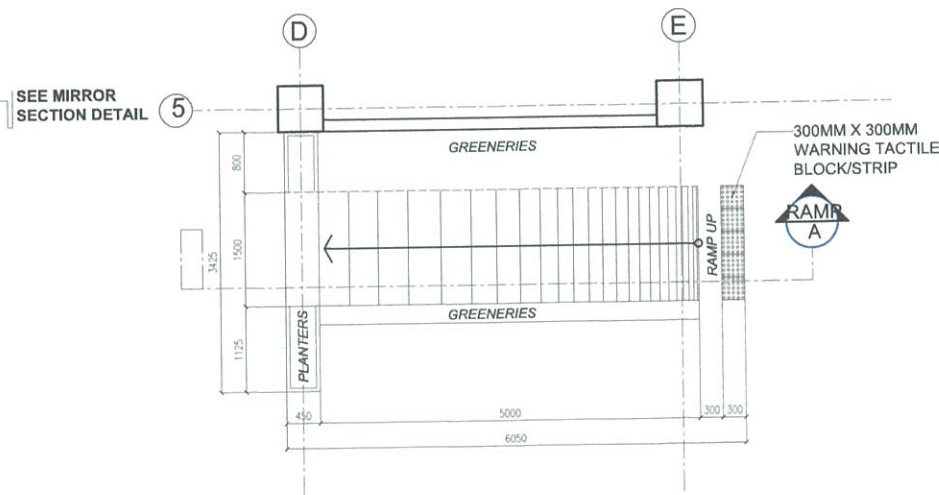 D
E
SEE MIRROR
SECTION DETAIL
5
GREENERIES
300MM X 300MM
WARNING TACTILE
BLOCK/STRIP
800
RAMP
A
RAMP UP
1500
3425
GREENERIES
PLANTERS
1125
450
5000
300
300
6050